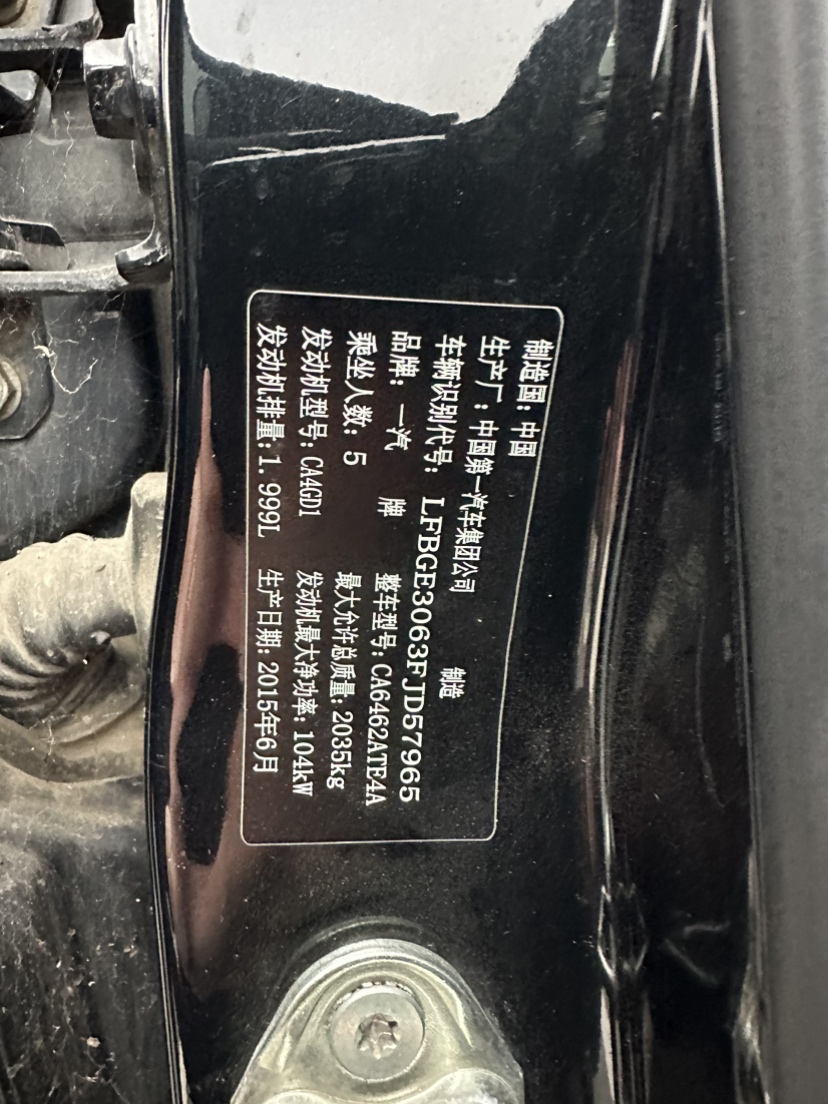 制造国：中国
生产厂：中国第一汽车集团公司 制造
车辆识别代号：LFBGE3063FJD57965
品牌：一汽 牌 整车型号：CA6462ATE4A
乘坐人数：5 最大允许总质量：2035kg
发动机型号：CA4GD1 发动机最大净功率：104kW
发动机排量：1.999L 生产日期：2015年6月